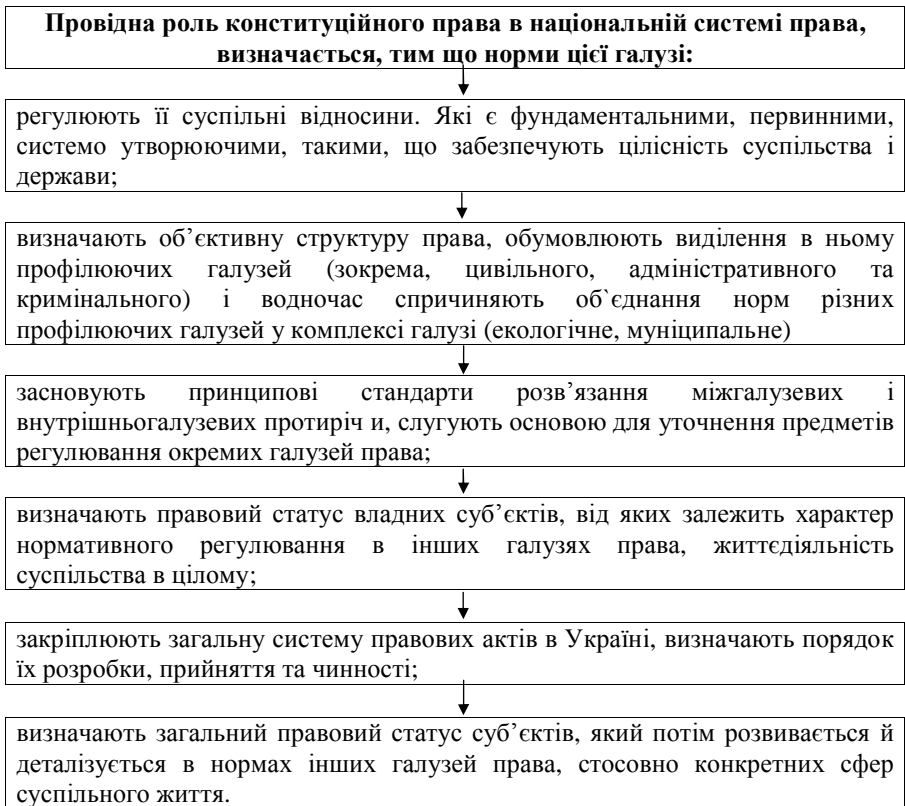 Провідна роль конституційного права в національній системі права,
визначається, тим що норми цієї галузі:
регулюють її суспільні відносини. Які є фундаментальними, первинними,
системо утворюючими, такими, що забезпечують цілісність суспільства і
держави;
визначають об’єктивну структуру права, обумовлюють виділення в ньому
профілюючих галузей (зокрема, цивільного, адміністративного та
кримінального) і водночас спричиняють об`єднання норм різних
профілюючих галузей у комплексі галузі (екологічне, муніципальне)
засновують принципові стандарти розв’язання міжгалузевих і
внутрішньогалузевих протиріч и, слугують основою для уточнення предметів
регулювання окремих галузей права;
визначають правовий статус владних суб’єктів, від яких залежить характер
нормативного регулювання в інших галузях права, життєдіяльність
суспільства в цілому;
закріплюють загальну систему правових актів в Україні, визначають порядок
їх розробки, прийняття та чинності;
визначають загальний правовий статус суб’єктів, який потім розвивається й
деталізується в нормах інших галузей права, стосовно конкретних сфер
суспільного життя.